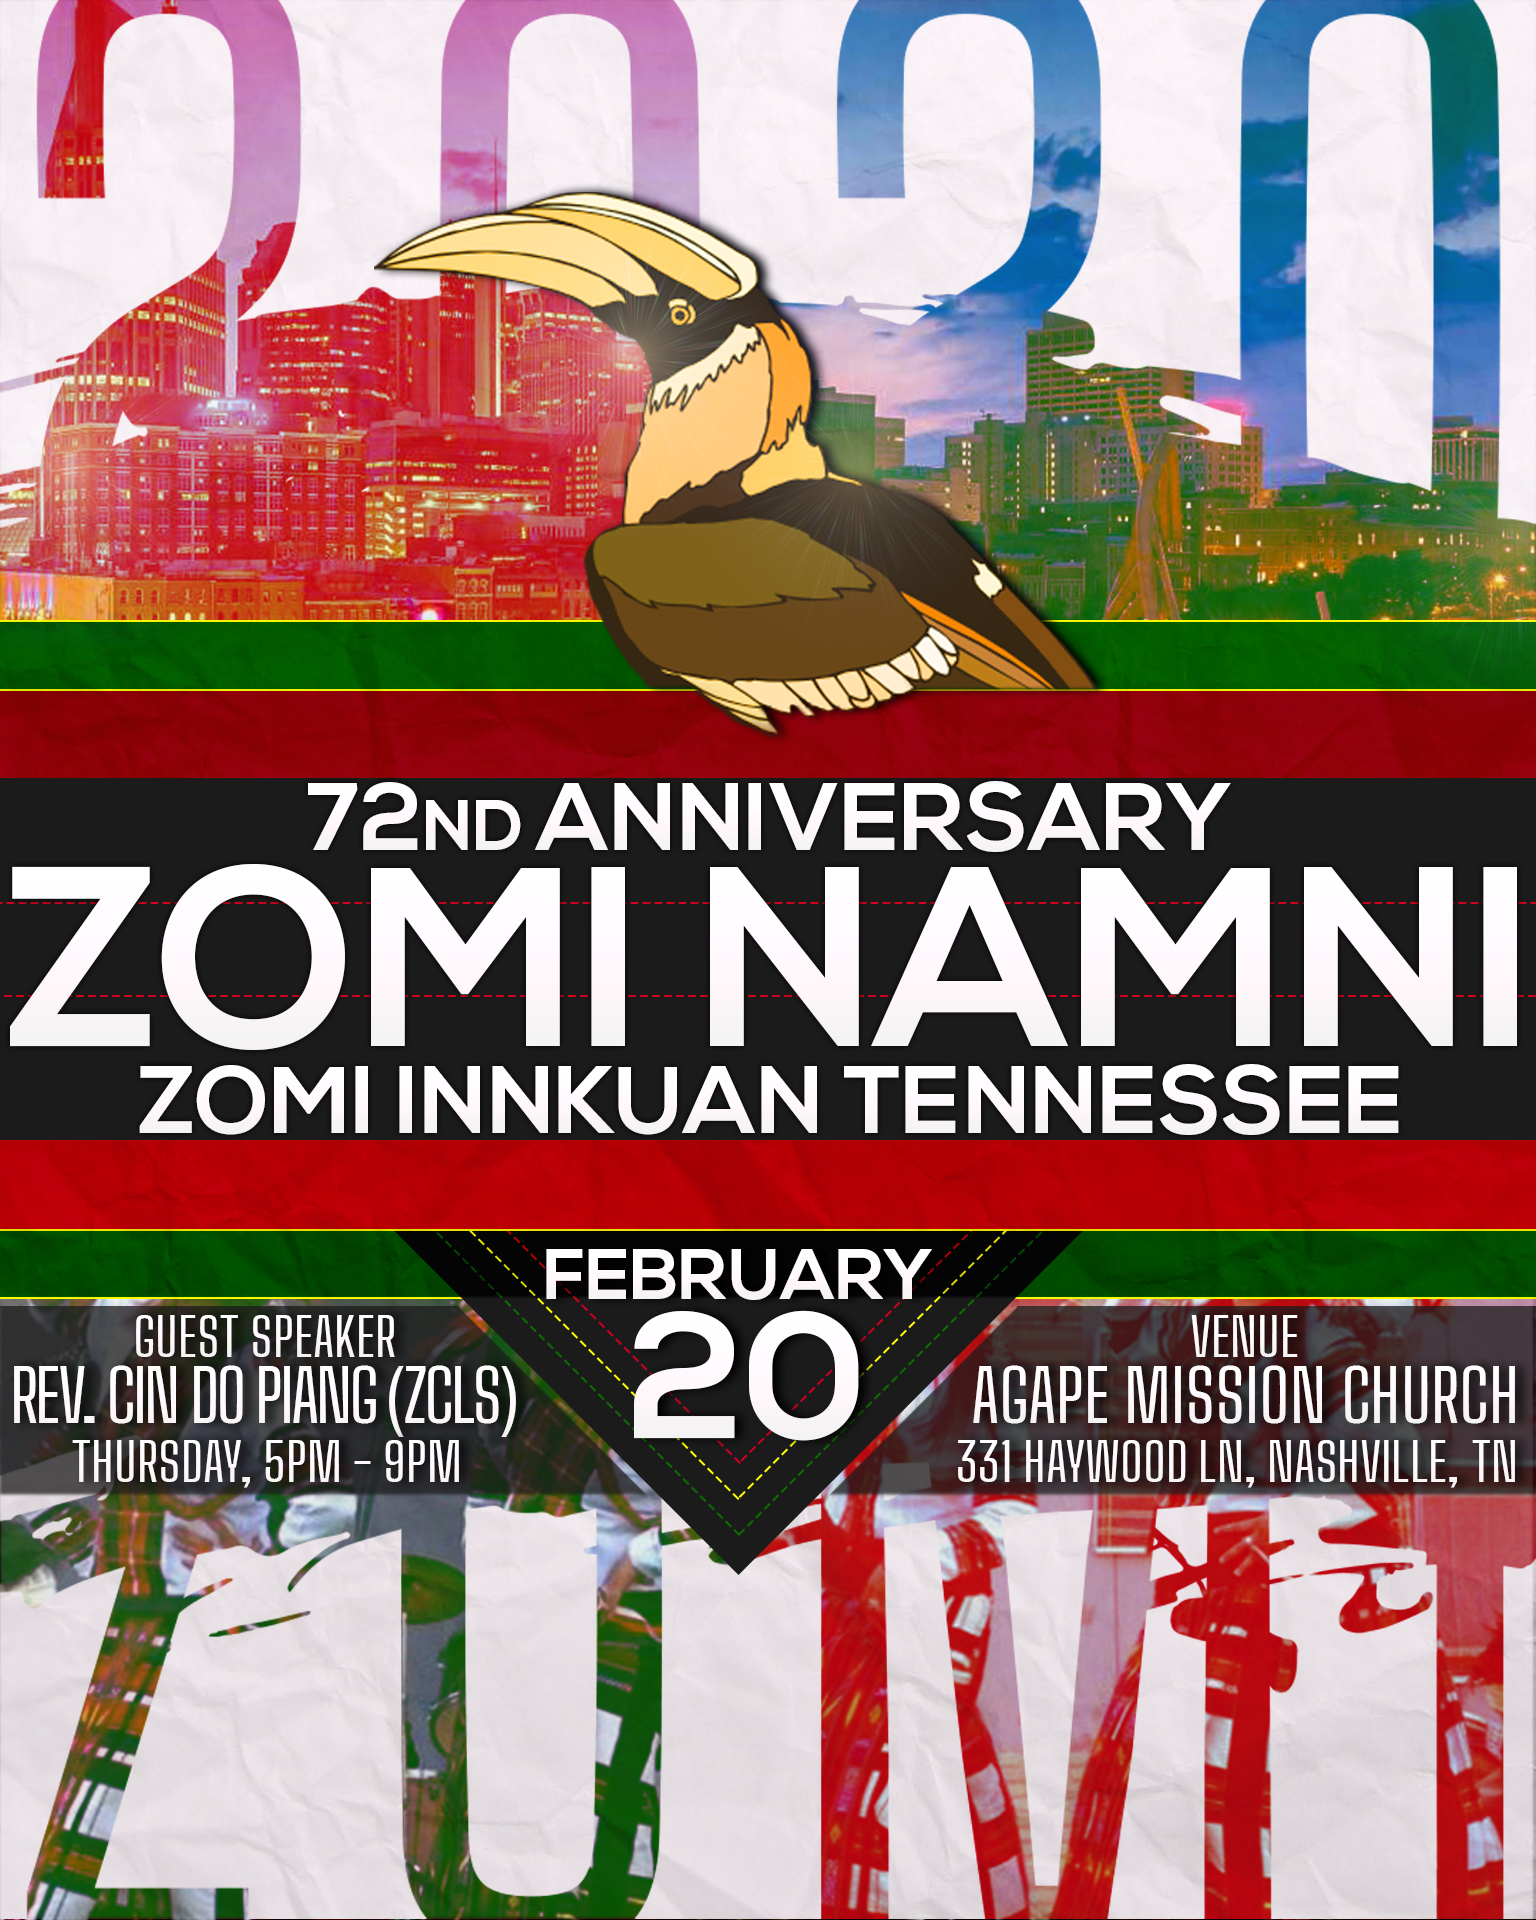 2020
72ND ANNIVERSARY
ZOMI NAMNI
ZOMI INNKUAN TENNESSEE
FEBRUARY
20
GUEST SPEAKER
REV. CIN DO PIANG (ZCLS)
THURSDAY, 5PM - 9PM
VENUE
AGAPE MISSION CHURCH
331 HAYWOOD LN, NASHVILLE, TN
ZOMI